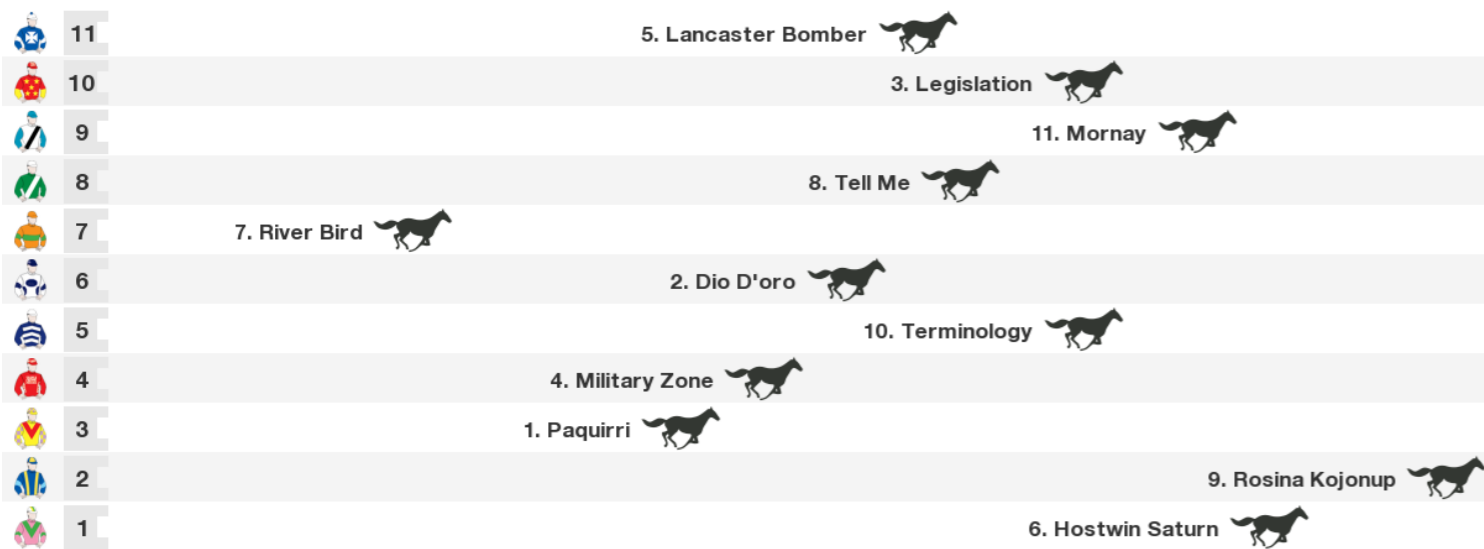 11 5. Lancaster Bomber
10 3. Legislation
9 11. Mornay
8 8. Tell Me
7 7. River Bird
6 2. Dio D'oro
5 10. Terminology
4 4. Military Zone
3 1. Paquirri
2 9. Rosina Kojonup
1 6. Hostwin Saturn